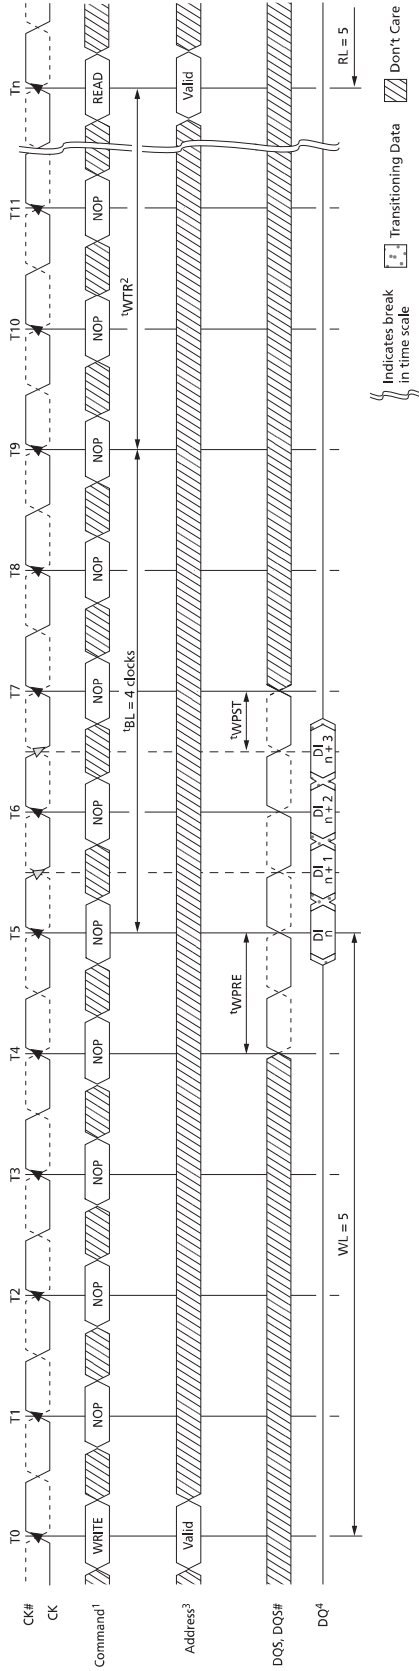 T0 T1 T2 T3 T4 T5 T6 T7 T8 T9 T10 T11 Tn
CK#
CK
Command1 WRITE NOP NOP NOP NOP NOP NOP NOP NOP NOP NOP NOP READ
tBL = 4 clocks tWTR2
Address3 Valid Valid
tWPRE tWPST
DQS, DQS#
DQ4 DI n DI n + 1 DI n + 2 DI n + 3
WL = 5 RL = 5
Indicates break in time scale
Transitioning Data
Don't Care